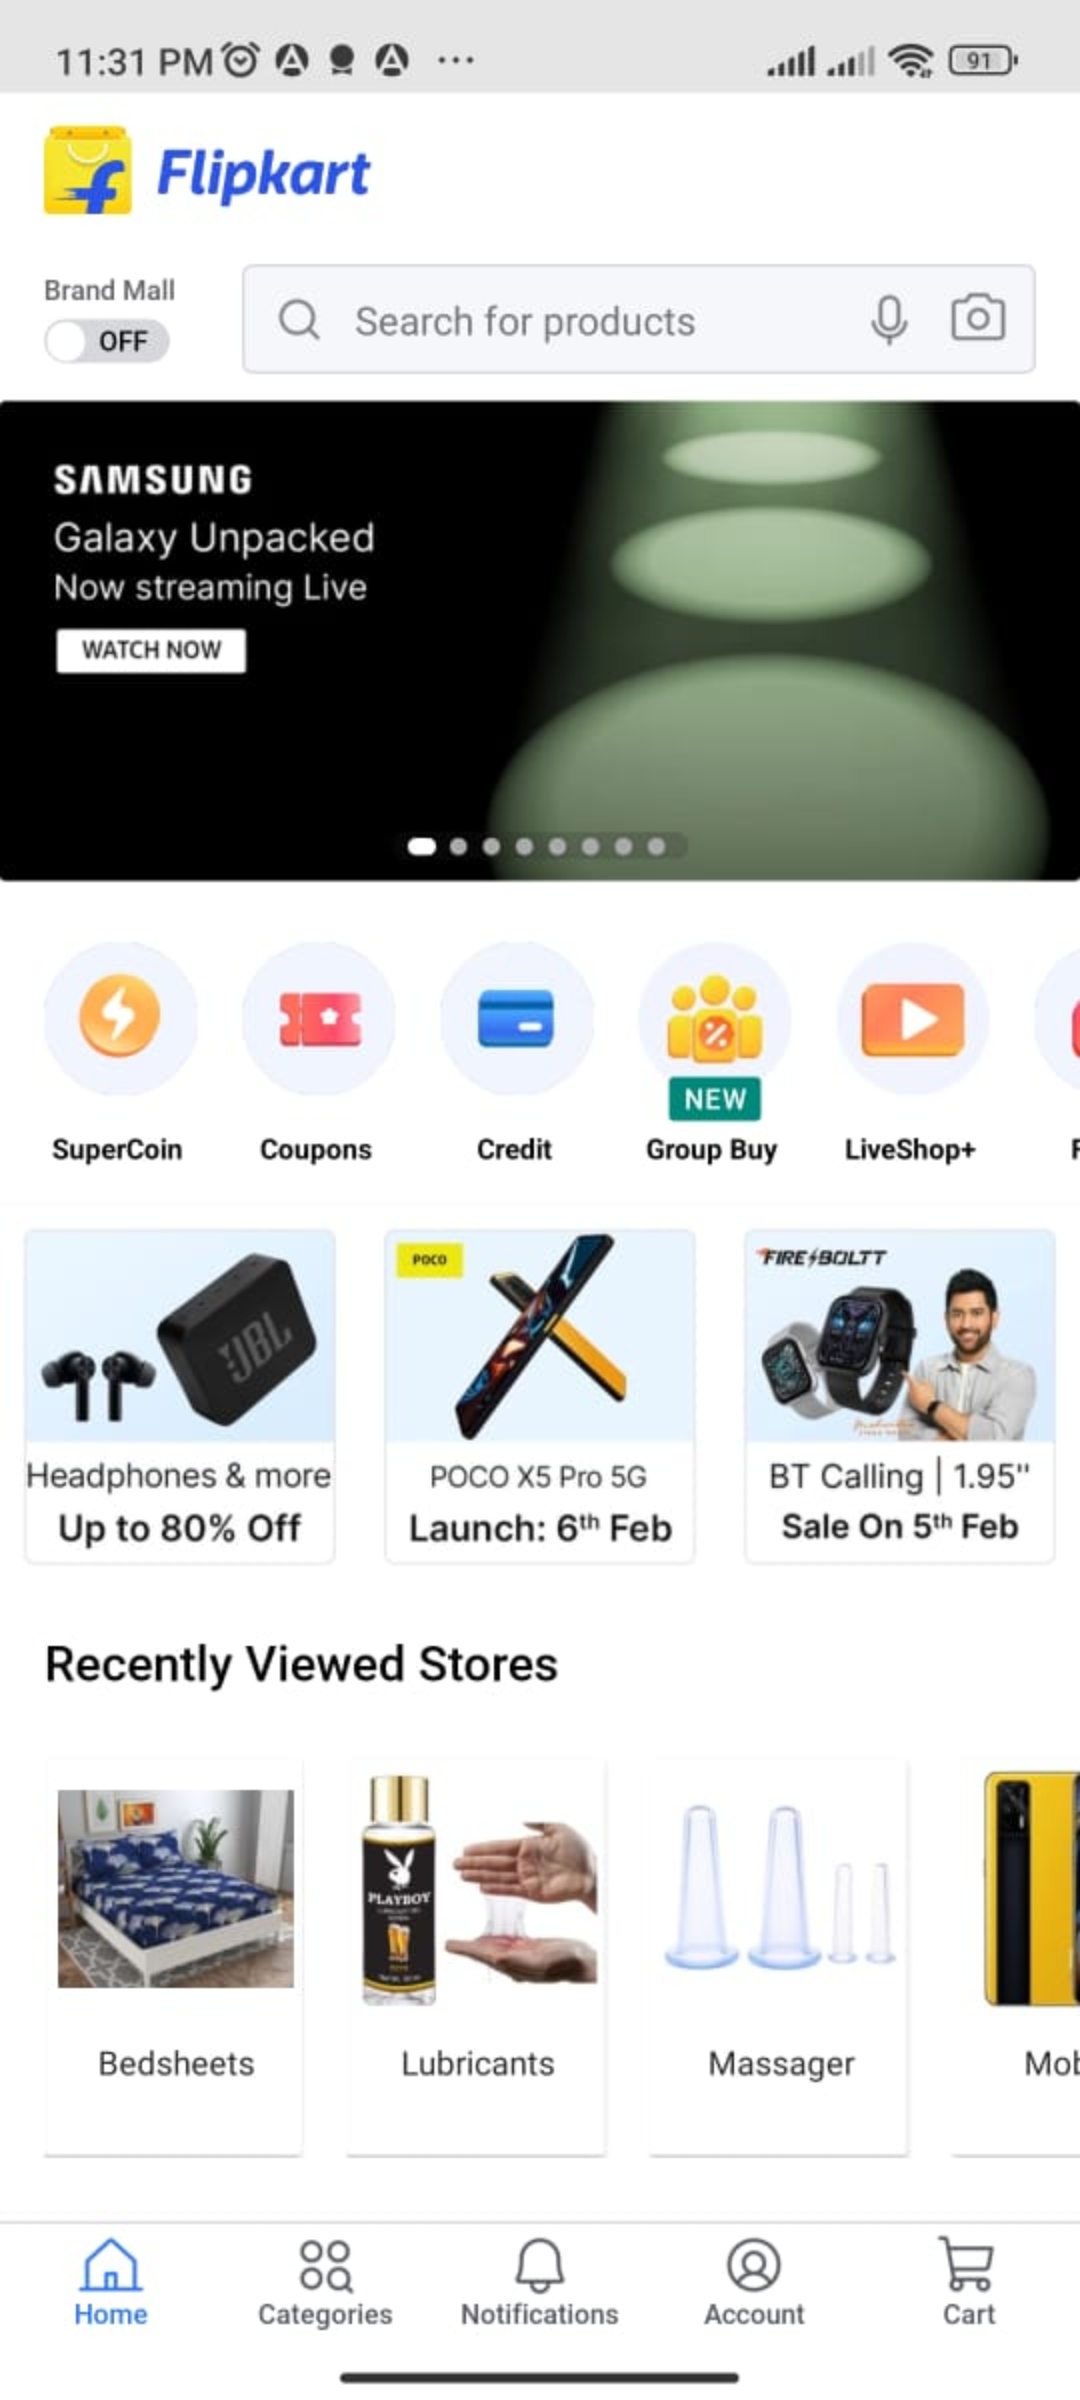 11:31 PM
91
Flipkart
Brand Mall
OFF
Search for products
SAMSUNG
Galaxy Unpacked
Now streaming Live
WATCH NOW
NEW
SuperCoin
Coupons
Credit
Group Buy
LiveShop+
JBL
POCO
FIRE BOLTT
Headphones & more
Up to 80% Off
POCO X5 Pro 5G
Launch: 6th Feb
BT Calling | 1.95"
Sale On 5th Feb
Recently Viewed Stores
PLAYBOY
Bedsheets
Lubricants
Massager
Mob
Home
Categories
Notifications
Account
Cart